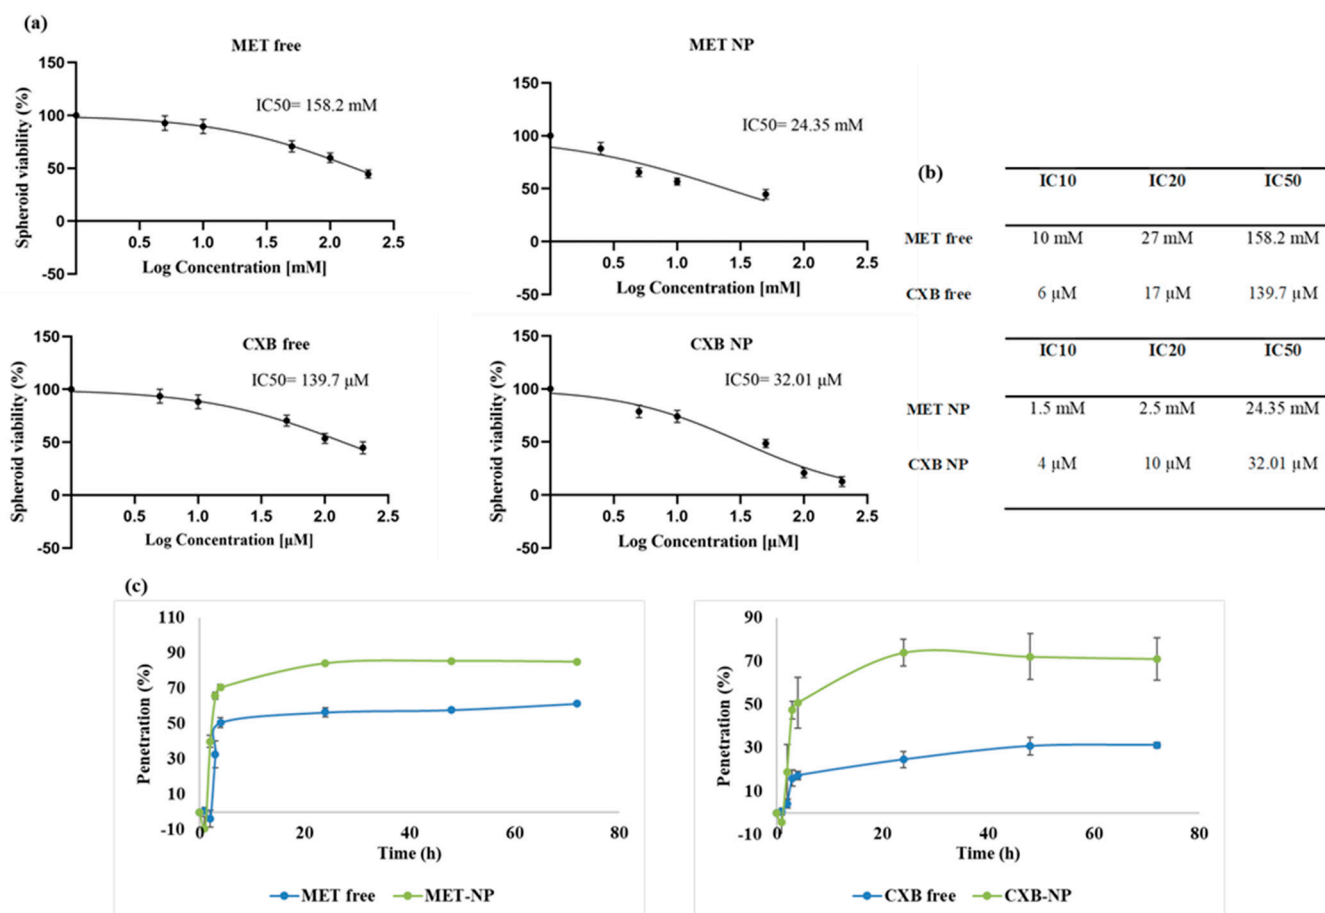 (a)
MET free
IC50= 158.2 mM
Spheroid viability (%)
150
100
50
0
-50
0.5 1.0 1.5 2.0 2.5
Log Concentration [mM]
MET NP
IC50= 24.35 mM
Spheroid viability (%)
150
100
50
0
-50
0.5 1.0 1.5 2.0 2.5
Log Concentration [mM]
CXB free
IC50= 139.7 µM
Spheroid viability (%)
150
100
50
0
-50
0.5 1.0 1.5 2.0 2.5
Log Concentration [µM]
CXB NP
IC50= 32.01 µM
Spheroid viability (%)
150
100
50
0
-50
0.5 1.0 1.5 2.0 2.5
Log Concentration [µM]
(b)
IC10 IC20 IC50
MET free 10 mM 27 mM 158.2 mM
CXB free 6 µM 17 µM 139.7 µM
IC10 IC20 IC50
MET NP 1.5 mM 2.5 mM 24.35 mM
CXB NP 4 µM 10 µM 32.01 µM
(c)
Penetration (%)
110
90
70
50
30
10
-10
0 20 40 60 80
Time (h)
MET free MET-NP
Penetration (%)
90
70
50
30
10
-10
0 20 40 60 80
Time (h)
CXB free CXB-NP